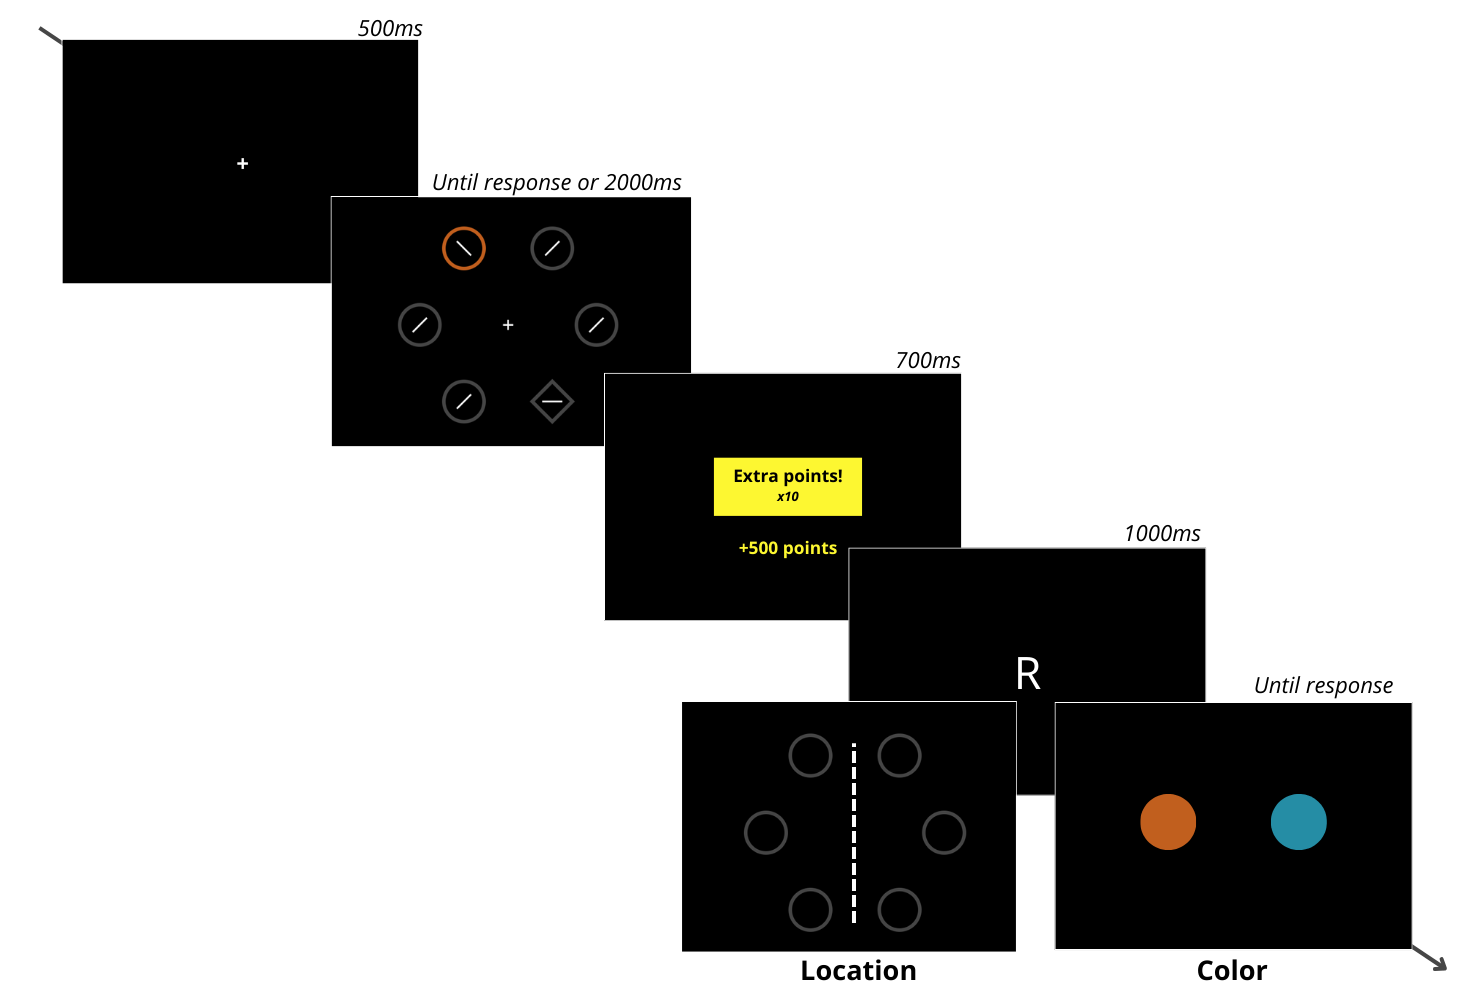 500ms
+
Until response or 2000ms
+
700ms
Extra points!
x10
+500 points
1000ms
R
Until response
Location
Color